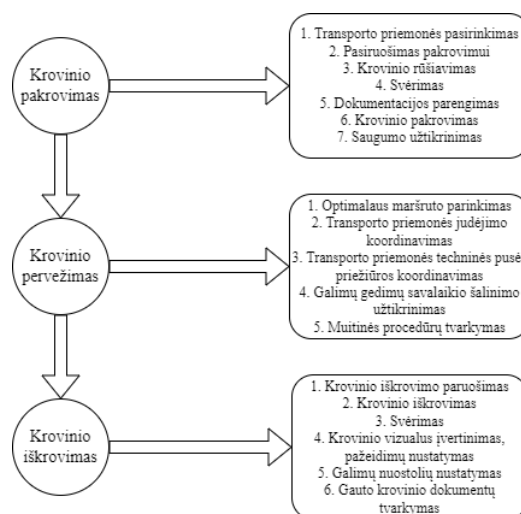 Krovinio
pakrovimas
1. Transporto priemonės pasirinkimas
2. Pasiruošimas pakrovimui
3. Krovinio rūšiavimas
4. Svėrimas
5. Dokumentacijos parengimas
6. Krovinio pakrovimas
7. Saugumo užtikrinimas
Krovinio
pervežimas
1. Optimalaus maršruto parinkimas
2. Transporto priemonės judėjimo
koordinavimas
3. Transporto priemonės techninės pusė
priežiūros koordinavimas
4. Galimų gedimų savalaikio šalinimo
užtikrinimas
5. Muitinės procedūrų tvarkymas
Krovinio
iškrovimas
1. Krovinio iškrovimo paruošimas
2. Krovinio iškrovimas
3. Svėrimas
4. Krovinio vizualus įvertinimas,
pažeidimų nustatymas
5. Galimų nuostolių nustatymas
6. Gauto krovinio dokumentų
tvarkymas